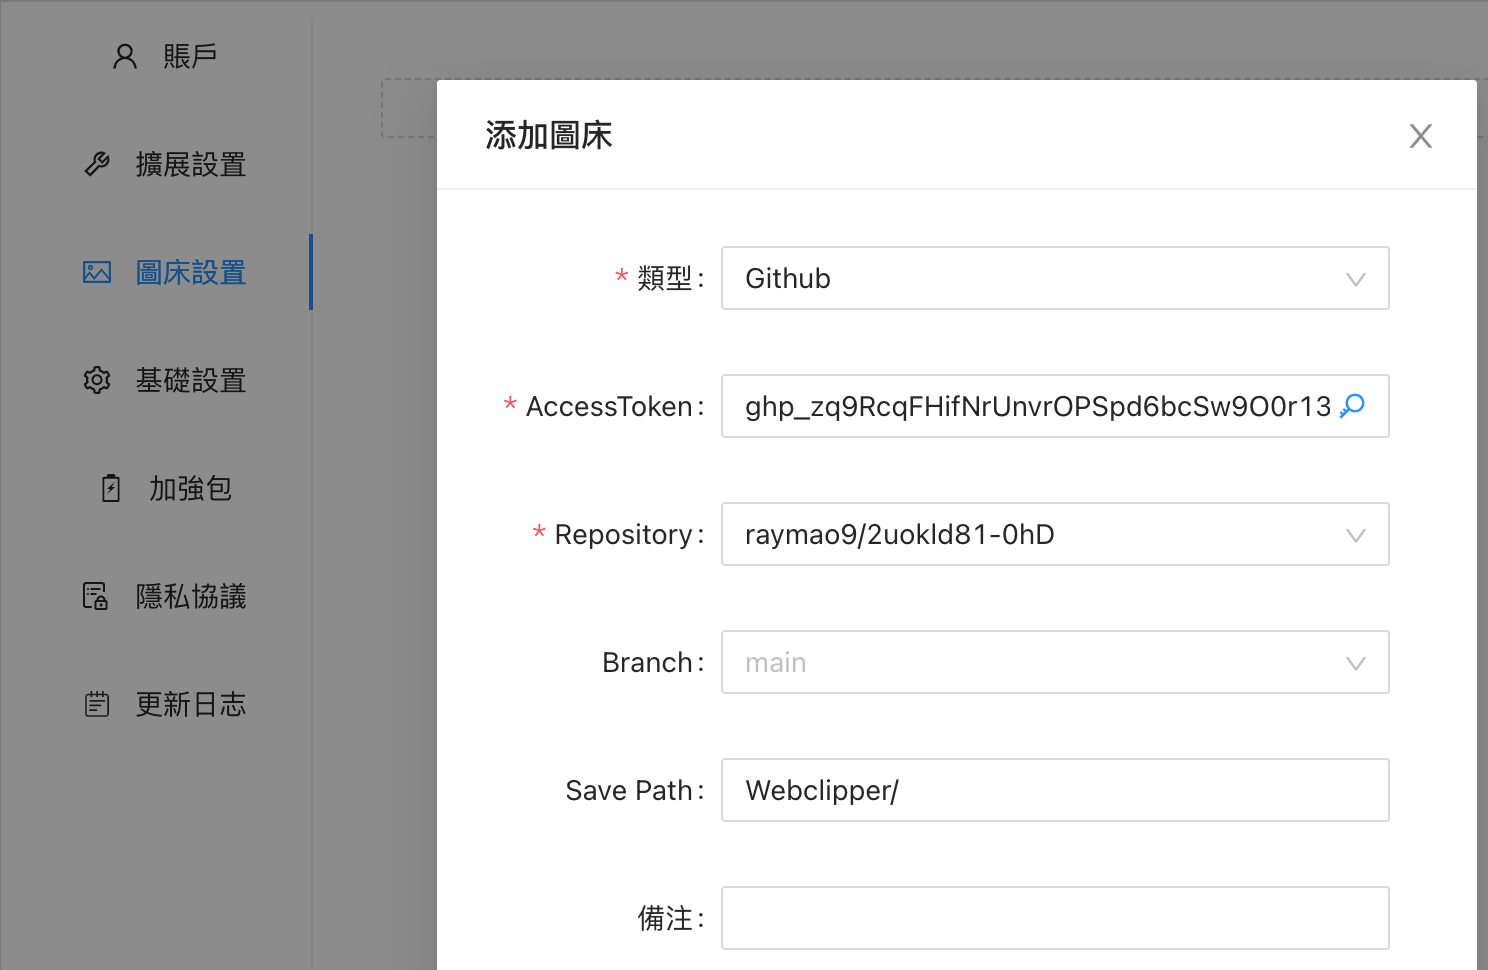 賬戶
擴展設置
圖床設置
基礎設置
加強包
隱私協議
更新日志
添加圖床
* 類型: Github
* AccessToken: ghp_zq9RcqFHifNrUnvrOPSpd6bcSw9O0r13
* Repository: raymao9/2uokld81-0hD
Branch: main
Save Path: Webclipper/
備注: